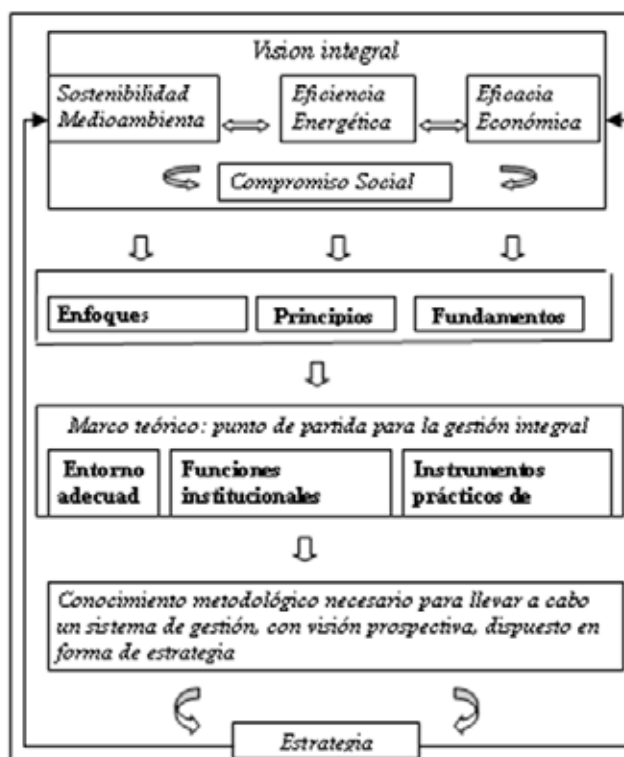 Vision integral
Sostenibilidad
Medioambienta
Eficiencia
Energética
Eficacia
Económica
Compromiso Social
Enfoques
Principios
Fundamentos
Marco teórico: punto de partida para la gestión integral
Entorno
adecuad
Funciones
institucionales
Instrumentos
prácticos de
Conocimiento metodológico necesario para llevar a cabo
un sistema de gestión, con visión prospectiva, dispuesto en
forma de estrategia
Estrategia